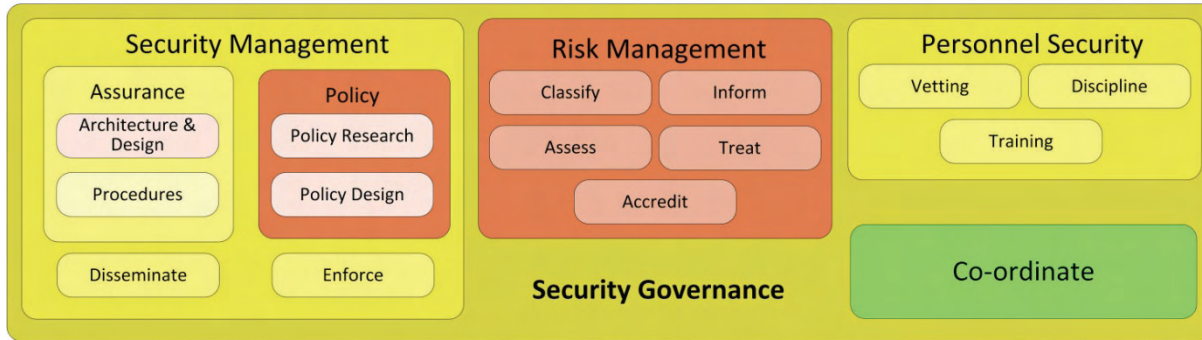 Security Management
Assurance
Architecture &
Design
Procedures
Policy
Policy Research
Policy Design
Disseminate
Enforce
Risk Management
Classify
Inform
Assess
Treat
Accredit
Security Governance
Personnel Security
Vetting
Discipline
Training
Co-ordinate